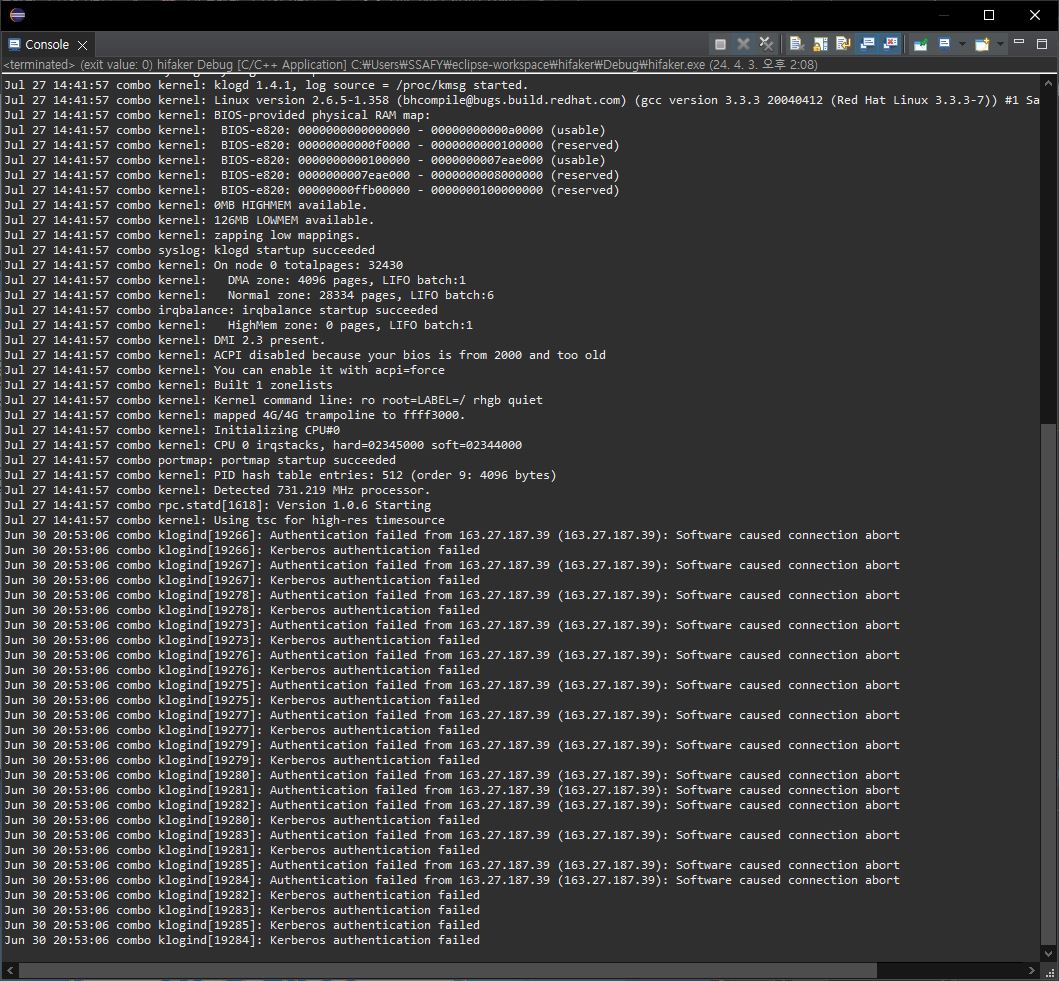 Console
<terminated> (exit value: 0) hifaker Debug [C/C++ Application] C:₩Users₩SSAFY₩eclipse-workspace₩hifaker₩Debug₩hifaker.exe (24. 4. 3. 오후 2:08)
Jul 27 14:41:57 combo kernel: klogd 1.4.1, log source = /proc/kmsg started.
Jul 27 14:41:57 combo kernel: Linux version 2.6.5-1.358 (bhcompile@bugs.build.redhat.com) (gcc version 3.3.3 20040412 (Red Hat Linux 3.3.3-7)) #1 Sa
Jul 27 14:41:57 combo kernel: BIOS-provided physical RAM map:
Jul 27 14:41:57 combo kernel:  BIOS-e820: 0000000000000000 - 00000000000a0000 (usable)
Jul 27 14:41:57 combo kernel:  BIOS-e820: 00000000000f0000 - 0000000000100000 (reserved)
Jul 27 14:41:57 combo kernel:  BIOS-e820: 0000000000100000 - 0000000007eae000 (usable)
Jul 27 14:41:57 combo kernel:  BIOS-e820: 0000000007eae000 - 0000000008000000 (reserved)
Jul 27 14:41:57 combo kernel:  BIOS-e820: 00000000ffb00000 - 0000000100000000 (reserved)
Jul 27 14:41:57 combo kernel: 0MB HIGHMEM available.
Jul 27 14:41:57 combo kernel: 126MB LOWMEM available.
Jul 27 14:41:57 combo kernel: zapping low mappings.
Jul 27 14:41:57 combo syslog: klogd startup succeeded
Jul 27 14:41:57 combo kernel: On node 0 totalpages: 32430
Jul 27 14:41:57 combo kernel:   DMA zone: 4096 pages, LIFO batch:1
Jul 27 14:41:57 combo kernel:   Normal zone: 28334 pages, LIFO batch:6
Jul 27 14:41:57 combo irqbalance: irqbalance startup succeeded
Jul 27 14:41:57 combo kernel:   HighMem zone: 0 pages, LIFO batch:1
Jul 27 14:41:57 combo kernel: DMI 2.3 present.
Jul 27 14:41:57 combo kernel: ACPI disabled because your bios is from 2000 and too old
Jul 27 14:41:57 combo kernel: You can enable it with acpi=force
Jul 27 14:41:57 combo kernel: Built 1 zonelists
Jul 27 14:41:57 combo kernel: Kernel command line: ro root=LABEL=/ rhgb quiet
Jul 27 14:41:57 combo kernel: mapped 4G/4G trampoline to ffff3000.
Jul 27 14:41:57 combo kernel: Initializing CPU#0
Jul 27 14:41:57 combo kernel: CPU 0 irqstacks, hard=02345000 soft=02344000
Jul 27 14:41:57 combo portmap: portmap startup succeeded
Jul 27 14:41:57 combo kernel: PID hash table entries: 512 (order 9: 4096 bytes)
Jul 27 14:41:57 combo kernel: Detected 731.219 MHz processor.
Jul 27 14:41:57 combo rpc.statd[1618]: Version 1.0.6 Starting
Jul 27 14:41:57 combo kernel: Using tsc for high-res timesource
Jun 30 20:53:06 combo klogind[19266]: Authentication failed from 163.27.187.39 (163.27.187.39): Software caused connection abort
Jun 30 20:53:06 combo klogind[19266]: Kerberos authentication failed
Jun 30 20:53:06 combo klogind[19267]: Authentication failed from 163.27.187.39 (163.27.187.39): Software caused connection abort
Jun 30 20:53:06 combo klogind[19267]: Kerberos authentication failed
Jun 30 20:53:06 combo klogind[19278]: Authentication failed from 163.27.187.39 (163.27.187.39): Software caused connection abort
Jun 30 20:53:06 combo klogind[19278]: Kerberos authentication failed
Jun 30 20:53:06 combo klogind[19273]: Authentication failed from 163.27.187.39 (163.27.187.39): Software caused connection abort
Jun 30 20:53:06 combo klogind[19273]: Kerberos authentication failed
Jun 30 20:53:06 combo klogind[19276]: Authentication failed from 163.27.187.39 (163.27.187.39): Software caused connection abort
Jun 30 20:53:06 combo klogind[19276]: Kerberos authentication failed
Jun 30 20:53:06 combo klogind[19275]: Authentication failed from 163.27.187.39 (163.27.187.39): Software caused connection abort
Jun 30 20:53:06 combo klogind[19275]: Kerberos authentication failed
Jun 30 20:53:06 combo klogind[19277]: Authentication failed from 163.27.187.39 (163.27.187.39): Software caused connection abort
Jun 30 20:53:06 combo klogind[19277]: Kerberos authentication failed
Jun 30 20:53:06 combo klogind[19279]: Authentication failed from 163.27.187.39 (163.27.187.39): Software caused connection abort
Jun 30 20:53:06 combo klogind[19279]: Kerberos authentication failed
Jun 30 20:53:06 combo klogind[19280]: Authentication failed from 163.27.187.39 (163.27.187.39): Software caused connection abort
Jun 30 20:53:06 combo klogind[19281]: Authentication failed from 163.27.187.39 (163.27.187.39): Software caused connection abort
Jun 30 20:53:06 combo klogind[19282]: Authentication failed from 163.27.187.39 (163.27.187.39): Software caused connection abort
Jun 30 20:53:06 combo klogind[19280]: Kerberos authentication failed
Jun 30 20:53:06 combo klogind[19283]: Authentication failed from 163.27.187.39 (163.27.187.39): Software caused connection abort
Jun 30 20:53:06 combo klogind[19281]: Kerberos authentication failed
Jun 30 20:53:06 combo klogind[19285]: Authentication failed from 163.27.187.39 (163.27.187.39): Software caused connection abort
Jun 30 20:53:06 combo klogind[19284]: Authentication failed from 163.27.187.39 (163.27.187.39): Software caused connection abort
Jun 30 20:53:06 combo klogind[19282]: Kerberos authentication failed
Jun 30 20:53:06 combo klogind[19283]: Kerberos authentication failed
Jun 30 20:53:06 combo klogind[19285]: Kerberos authentication failed
Jun 30 20:53:06 combo klogind[19284]: Kerberos authentication failed